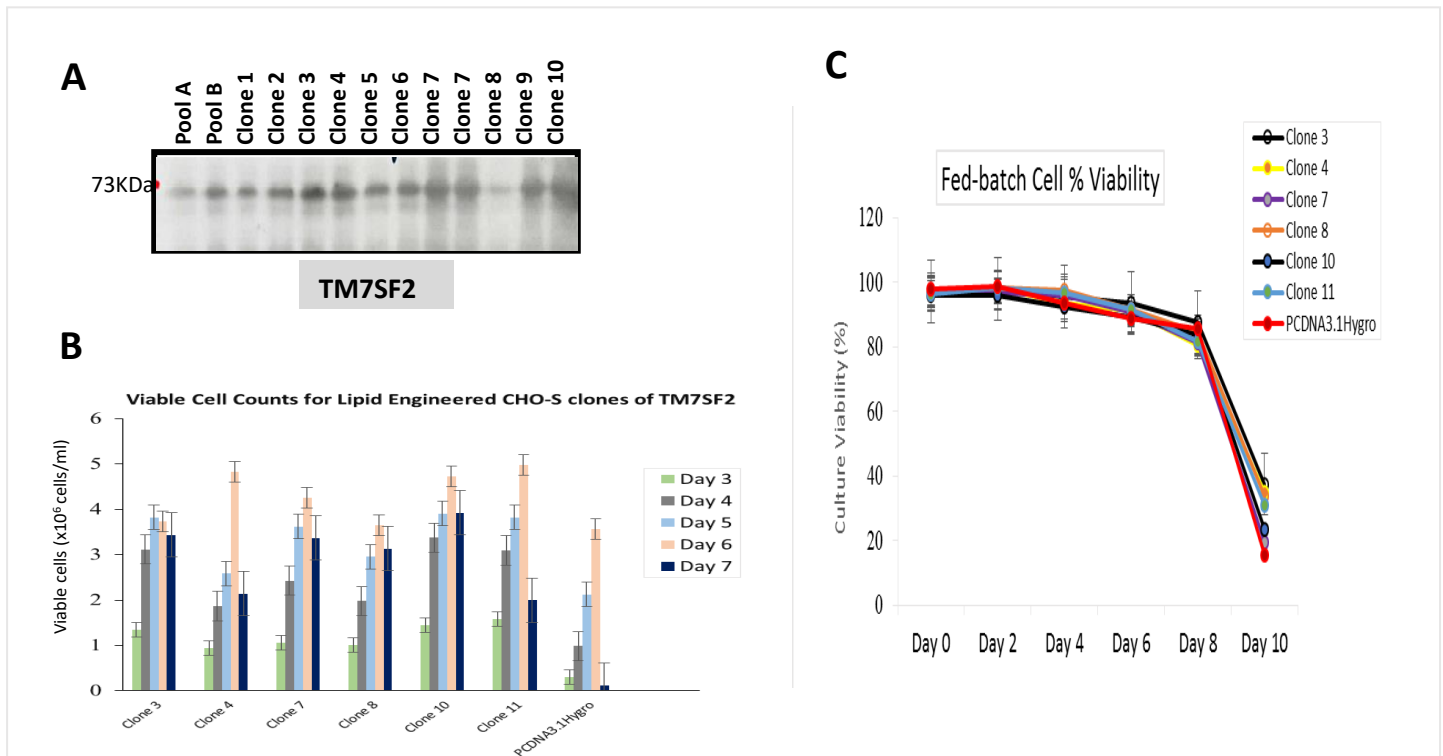 A
Pool A
Pool B
Clone 1
Clone 2
Clone 3
Clone 4
Clone 5
Clone 6
Clone 7
Clone 7
Clone 8
Clone 9
Clone 10
73KDa
TM7SF2
B
Viable Cell Counts for Lipid Engineered CHO-S clones of TM7SF2
Viable cells (x10⁶ cells/ml)
6
5
4
3
2
1
0
Clone 3
Clone 4
Clone 7
Clone 8
Clone 10
Clone 11
PCDNA3.1Hygro
Day 3
Day 4
Day 5
Day 6
Day 7
C
Fed-batch Cell % Viability
Clone 3
Clone 4
Clone 7
Clone 8
Clone 10
Clone 11
PCDNA3.1Hygro
Culture Viability (%)
120
100
80
60
40
20
0
Day 0
Day 2
Day 4
Day 6
Day 8
Day 10